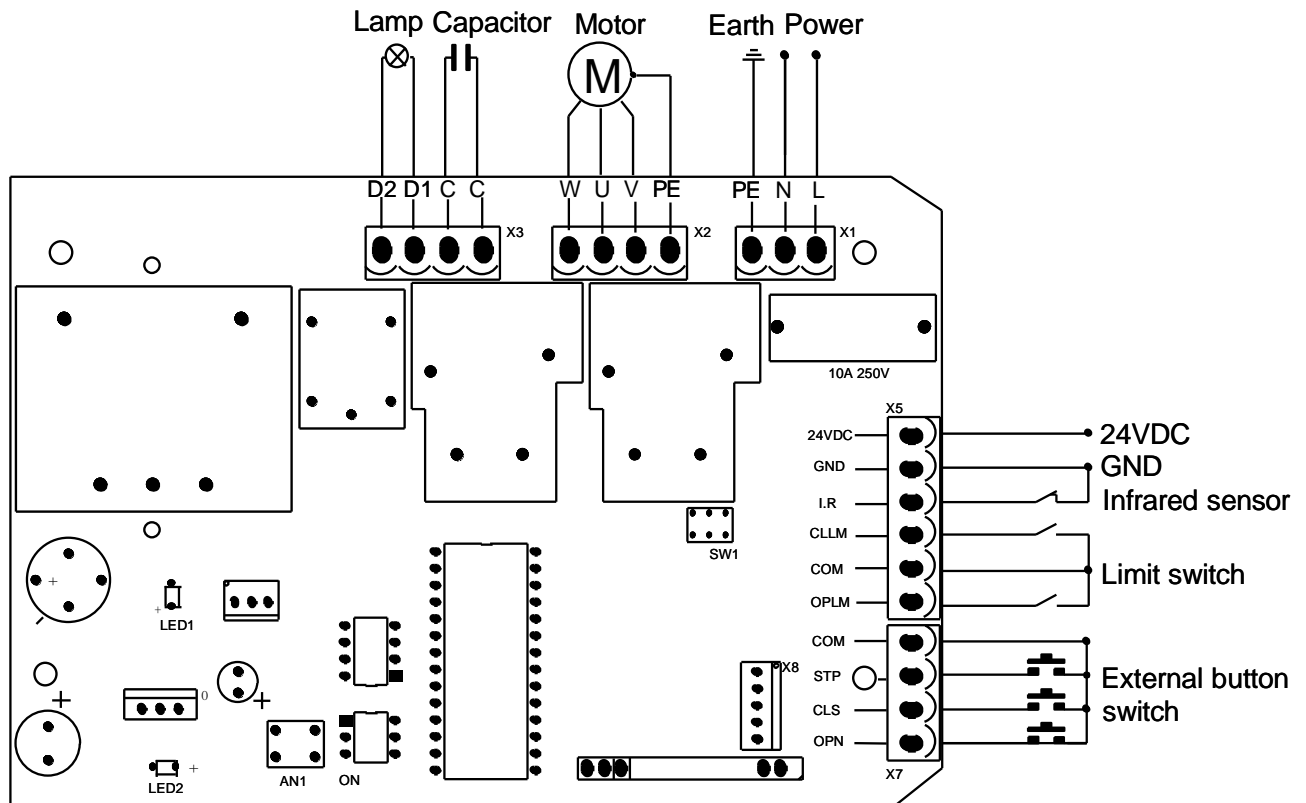 Lamp Capacitor Motor Earth Power
M
D2 D1 C C W U V PE PE N L
X3 X2 X1
10A 250V
X5
24VDC 24VDC
GND GND
I.R Infrared sensor
CLLM
SW1
COM Limit switch
OPLM
LED1
COM
X8
STP External button
switch
0
CLS
OPN
LED2 AN1 ON X7